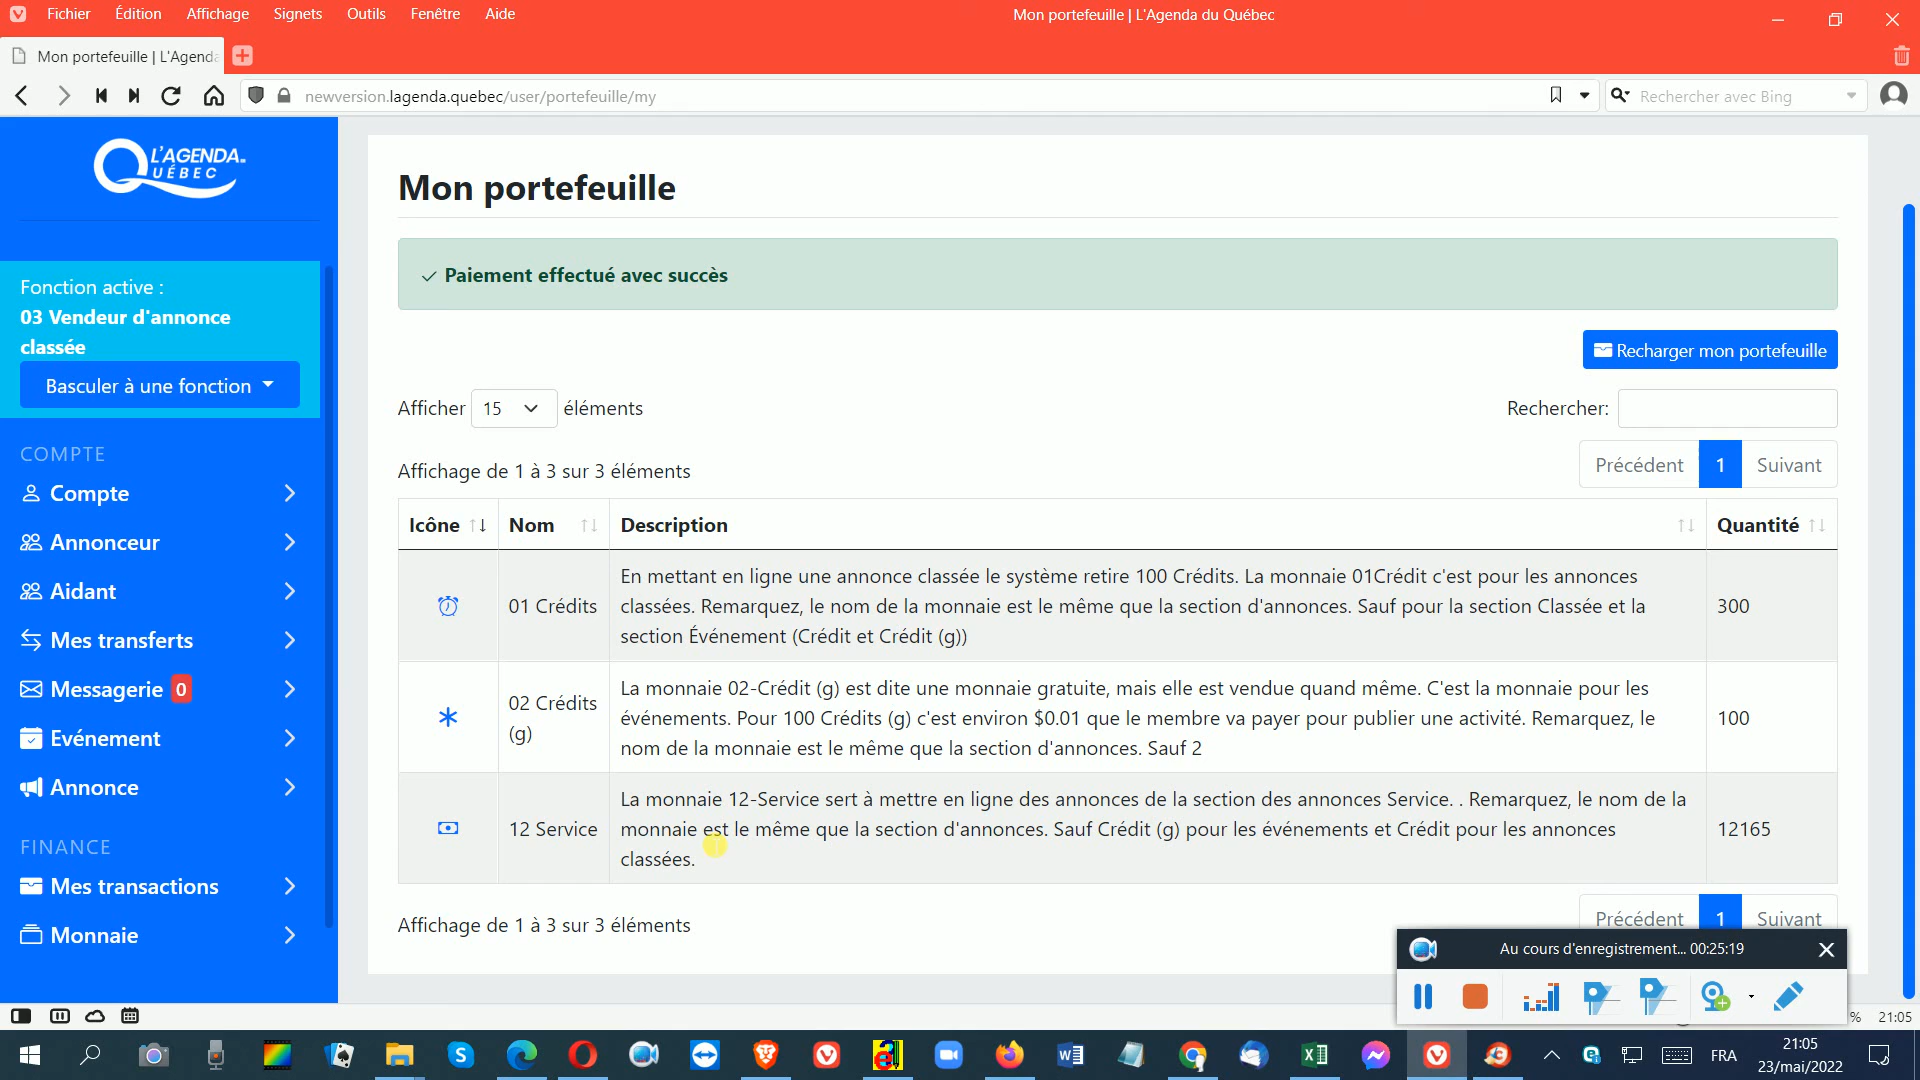 Fichier Édition Affichage Signets Outils Fenêtre Aide
Mon portefeuille | L'Agenda du Québec
Mon portefeuille | L'Agenda
newversion.lagenda.quebec/user/portefeuille/my
Rechercher avec Bing
L'AGENDA
QUÉBEC
Fonction active :
03 Vendeur d'annonce
classée
Basculer à une fonction
COMPTE
Compte
Annonceur
Aidant
Mes transferts
Messagerie 0
Evénement
Annonce
FINANCE
Mes transactions
Monnaie
Mon portefeuille
Paiement effectué avec succès
Recharger mon portefeuille
Afficher 15 éléments
Rechercher:
Affichage de 1 à 3 sur 3 éléments
Précédent 1 Suivant
Icône Nom Description Quantité
En mettant en ligne une annonce classée le système retire 100 Crédits. La monnaie 01Crédit c'est pour les annonces
01 Crédits classées. Remarquez, le nom de la monnaie est le même que la section d'annonces. Sauf pour la section Classée et la 300
section Événement (Crédit et Crédit (g))
La monnaie 02-Crédit (g) est dite une monnaie gratuite, mais elle est vendue quand même. C'est la monnaie pour les
02 Crédits
(g)
événements. Pour 100 Crédits (g) c'est environ $0.01 que le membre va payer pour publier une activité. Remarquez, le 100
nom de la monnaie est le même que la section d'annonces. Sauf 2
La monnaie 12-Service sert à mettre en ligne des annonces de la section des annonces Service. . Remarquez, le nom de la
12 Service monnaie est le même que la section d'annonces. Sauf Crédit (g) pour les événements et Crédit pour les annonces 12165
classées.
Affichage de 1 à 3 sur 3 éléments
Précédent 1 Suivant
Au cours d'enregistrement... 00:25:19
% 21:05
FRA
21:05
23/mai/2022